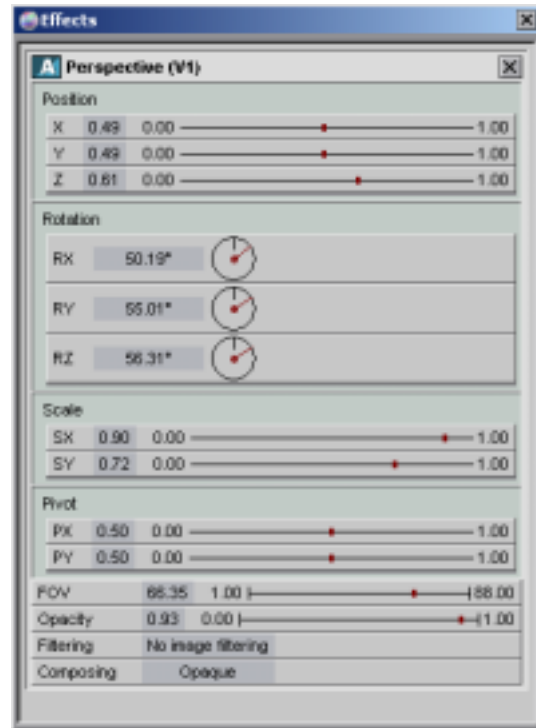 Effects
A Perspective (V1)
Position
X 0.49 0.00 1.00
Y 0.49 0.00 1.00
Z 0.61 0.00 1.00
Rotation
RX 50.19°
RY 55.01°
RZ 56.31°
Scale
SX 0.90 0.00 1.00
SY 0.72 0.00 1.00
Pivot
PX 0.50 0.00 1.00
PY 0.50 0.00 1.00
FOV 66.35 1.00 88.00
Opacity 0.93 0.00 1.00
Filtering No image filtering
Composing Opaque